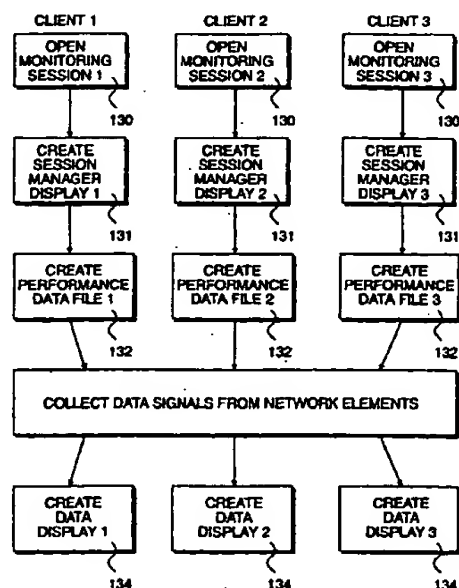 CLIENT 1 CLIENT 2 CLIENT 3
OPEN MONITORING SESSION 1
OPEN MONITORING SESSION 2
OPEN MONITORING SESSION 3
130 130 130
CREATE SESSION MANAGER DISPLAY 1
CREATE SESSION MANAGER DISPLAY 2
CREATE SESSION MANAGER DISPLAY 3
131 131 131
CREATE PERFORMANCE DATA FILE 1
CREATE PERFORMANCE DATA FILE 2
CREATE PERFORMANCE DATA FILE 3
132 132 132
COLLECT DATA SIGNALS FROM NETWORK ELEMENTS
CREATE DATA DISPLAY 1
CREATE DATA DISPLAY 2
CREATE DATA DISPLAY 3
134 134 134